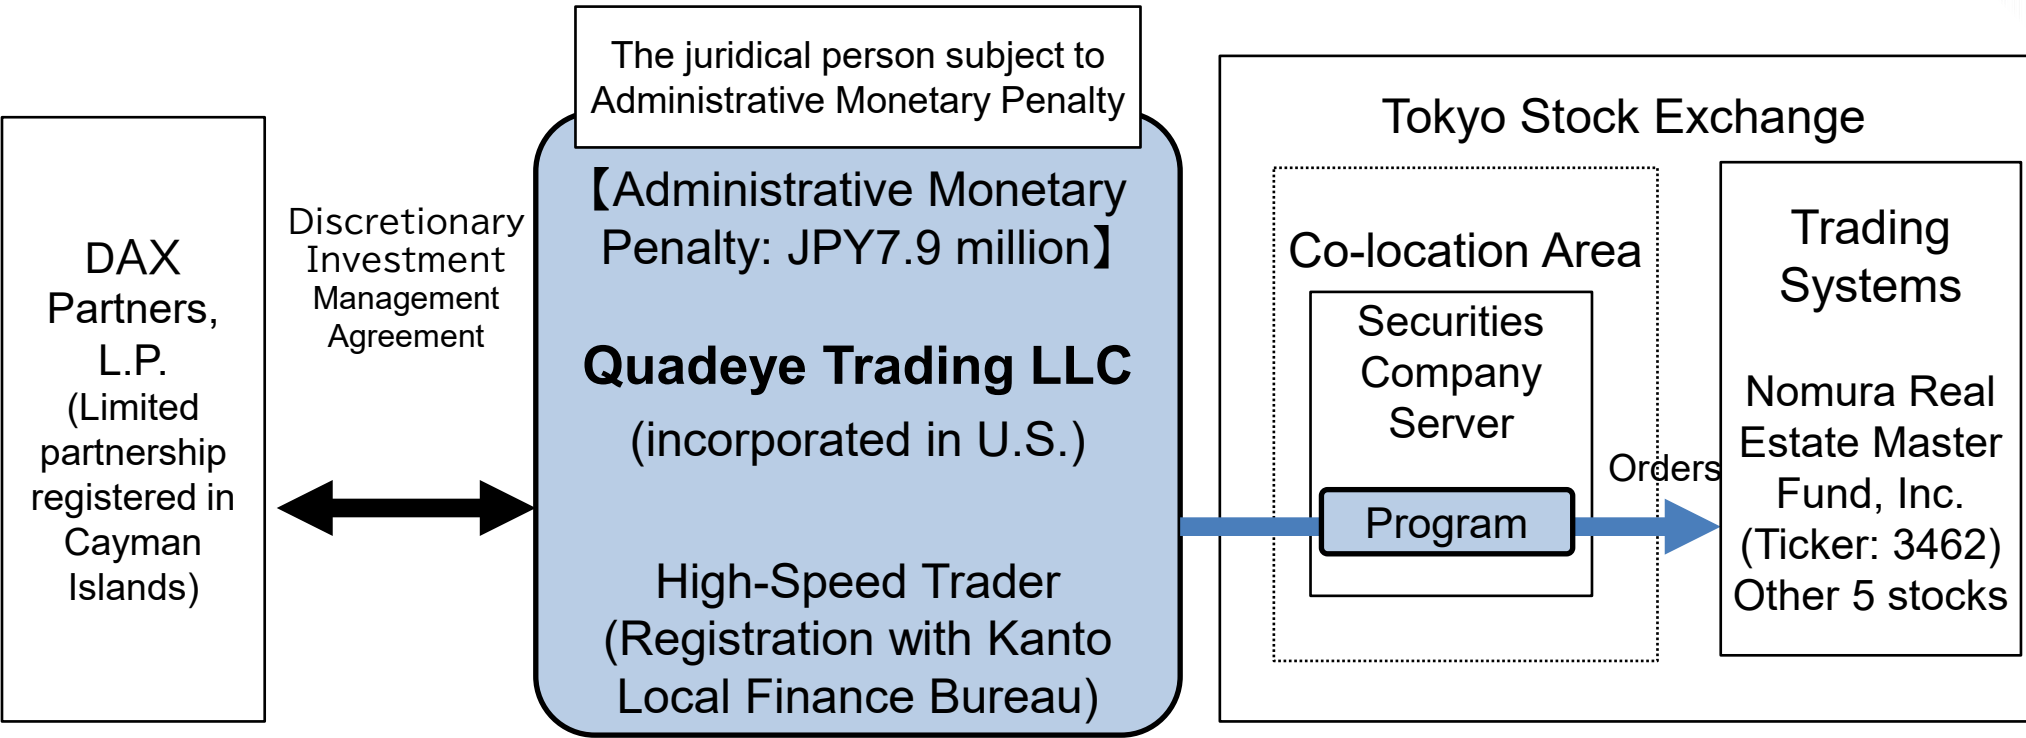 The juridical person subject to
Administrative Monetary Penalty
DAX
Partners,
L.P.
(Limited
partnership
registered in
Cayman
Islands)
Discretionary
Investment
Management
Agreement
【Administrative Monetary
Penalty: JPY7.9 million】
Quadeye Trading LLC
(incorporated in U.S.)
High-Speed Trader
(Registration with Kanto
Local Finance Bureau)
Tokyo Stock Exchange
Co-location Area
Securities
Company
Server
Program
Orders
Trading
Systems
Nomura Real
Estate Master
Fund, Inc.
(Ticker: 3462)
Other 5 stocks